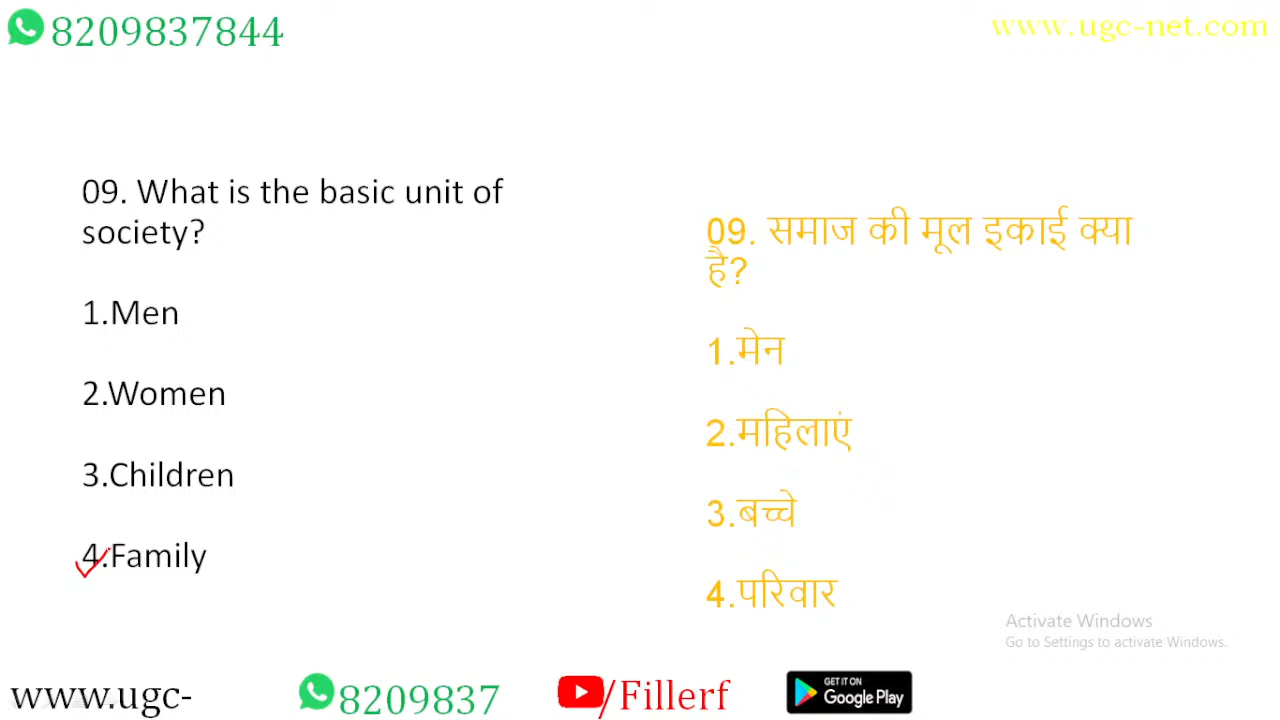 8209837844
www.ugc-net.com
09. What is the basic unit of
society?
1.Men
2.Women
3.Children
4.Family
09. समाज की मूल इकाई क्या
है?
1.मेन
2.महिलाएं
3.बच्चे
4.परिवार
Activate Windows
Go to Settings to activate Windows.
www.ugc-
8209837
/Fillerf
GET IT ON
Google Play